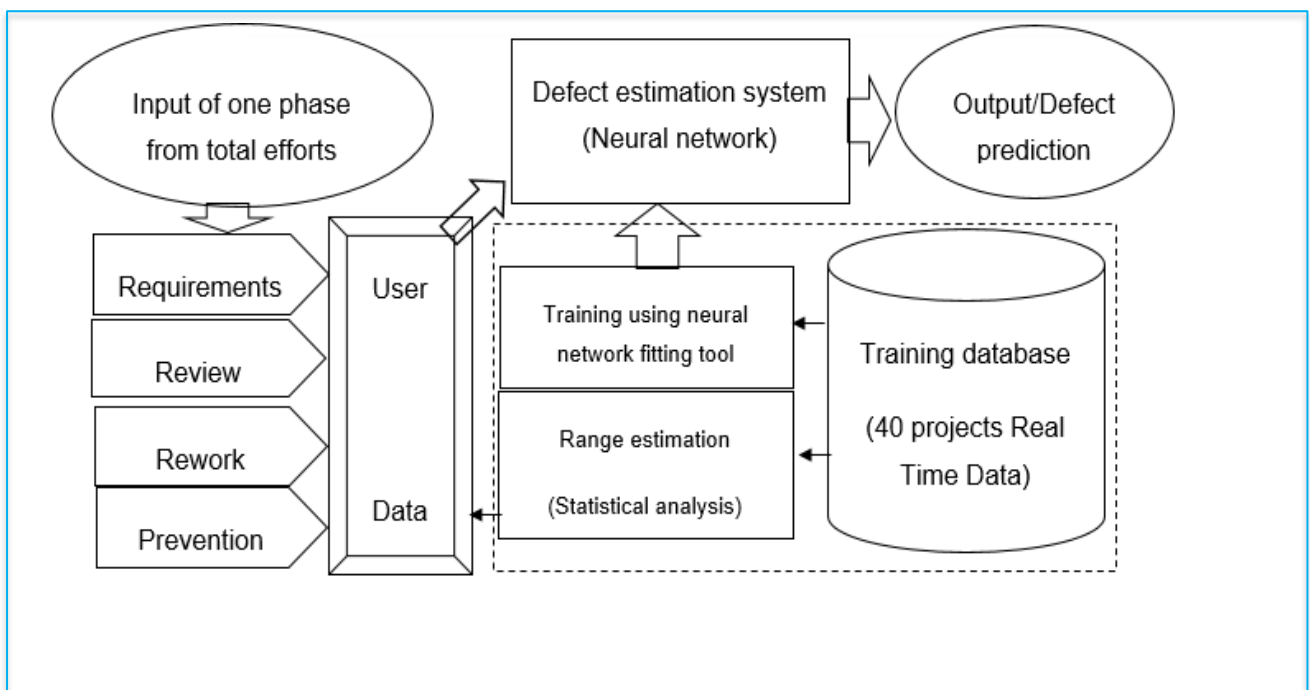 Input of one phase
from total efforts
Defect estimation system
(Neural network)
Output/Defect
prediction
Requirements
Review
Rework
Prevention
User
Data
Training using neural
network fitting tool
Range estimation
(Statistical analysis)
Training database
(40 projects Real
Time Data)